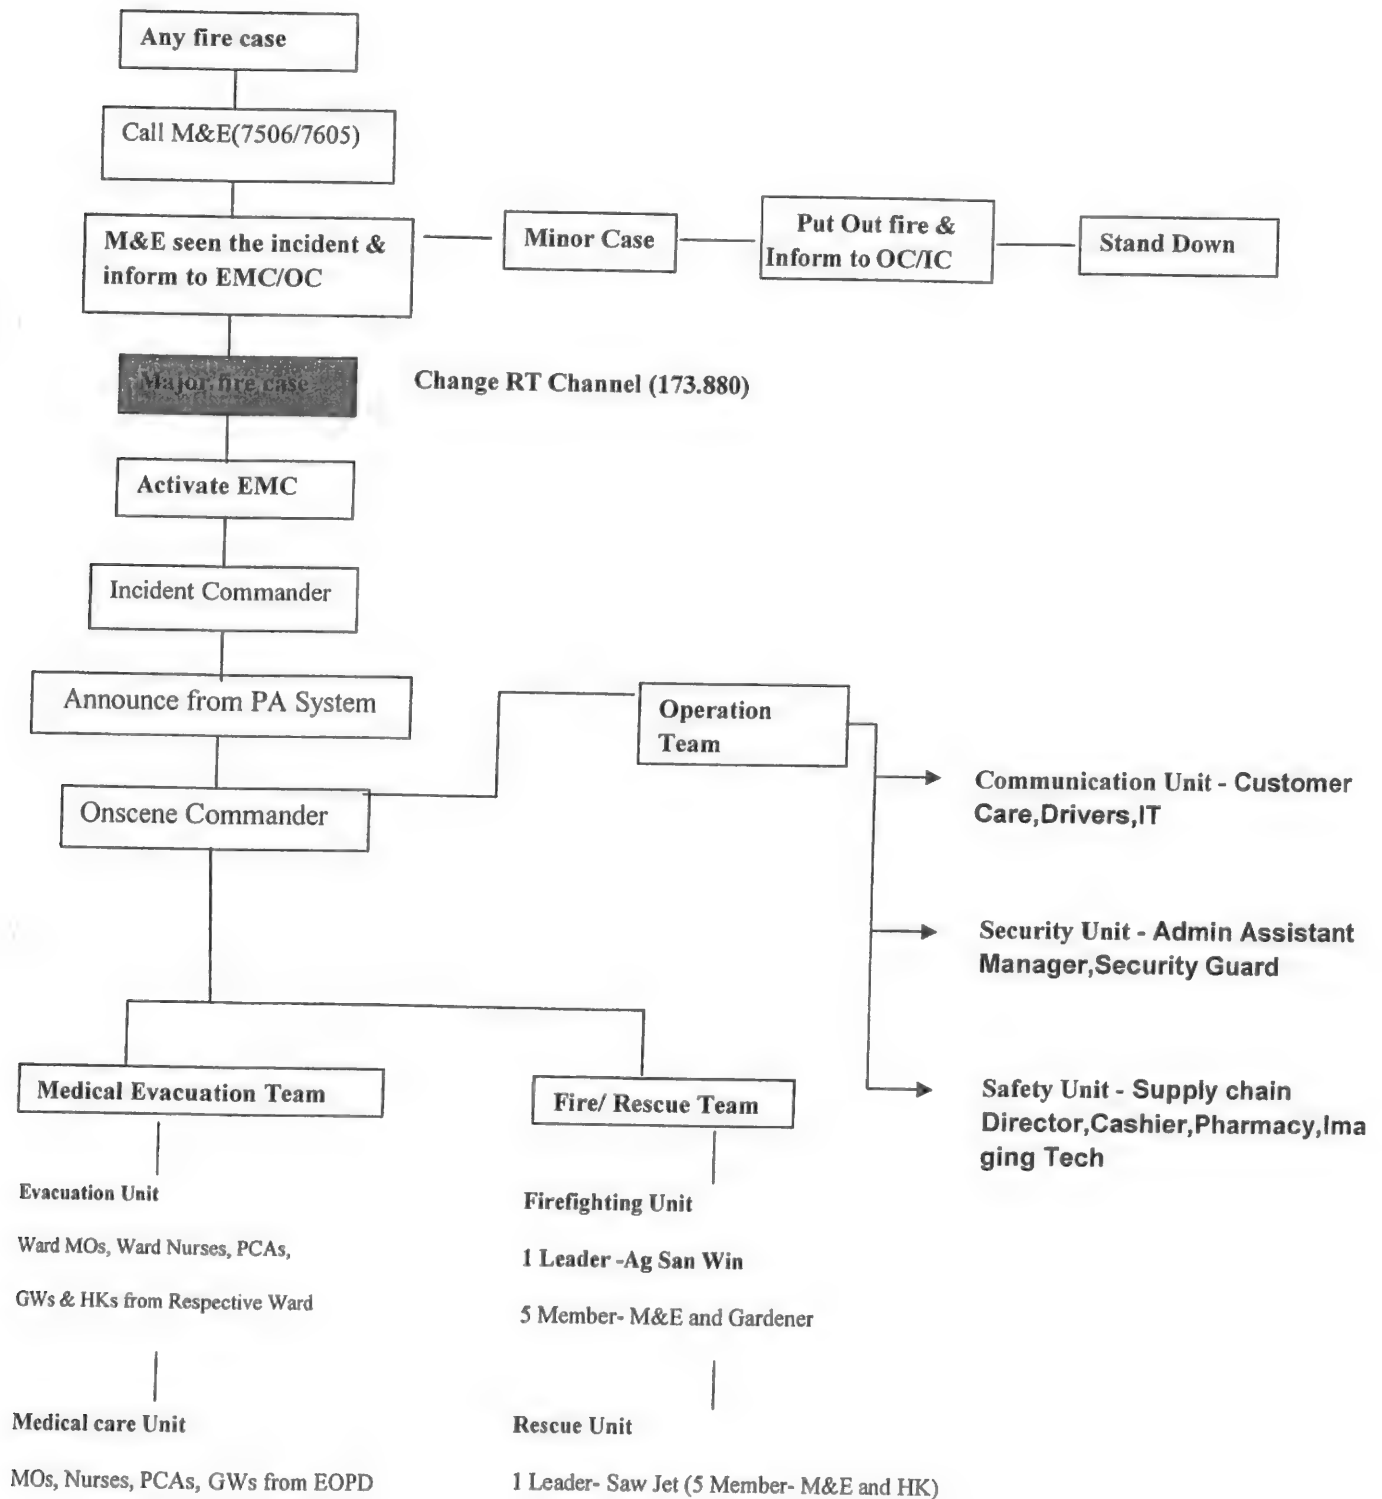 Any fire case
Call M&E(7506/7605)
M&E seen the incident &
inform to EMC/OC
Minor Case
Put Out fire &
Inform to OC/IC
Stand Down
Major fire case
Change RT Channel (173.880)
Activate EMC
Incident Commander
Announce from PA System
Operation
Team
Onscene Commander
Communication Unit - Customer
Care,Drivers,IT
Security Unit - Admin Assistant
Manager,Security Guard
Safety Unit - Supply chain
Director,Cashier,Pharmacy,Ima
ging Tech
Medical Evacuation Team
Evacuation Unit
Ward MOs, Ward Nurses, PCAs,
GWs & HKs from Respective Ward
Medical care Unit
MOs, Nurses, PCAs, GWs from EOPD
Fire/ Rescue Team
Firefighting Unit
1 Leader -Ag San Win
5 Member- M&E and Gardener
Rescue Unit
1 Leader- Saw Jet (5 Member- M&E and HK)